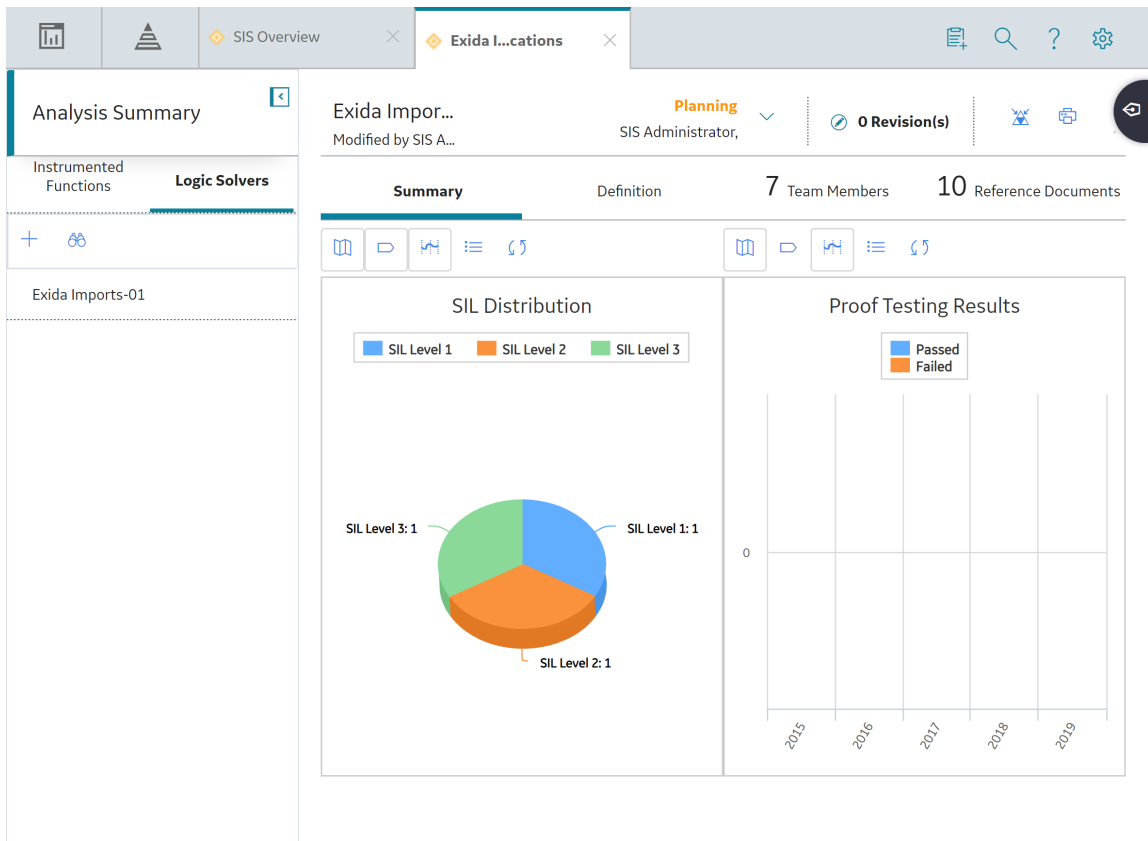 SIS Overview
Exida I...cations
Analysis Summary
Instrumented
Functions
Logic Solvers
Exida Imports-01
Exida Impor...
Modified by SIS A...
Planning
SIS Administrator,
0 Revision(s)
Summary
Definition
7 Team Members
10 Reference Documents
SIL Distribution
SIL Level 1
SIL Level 2
SIL Level 3
SIL Level 3: 1
SIL Level 1: 1
SIL Level 2: 1
Proof Testing Results
Passed
Failed
0
2015
2016
2017
2018
2019